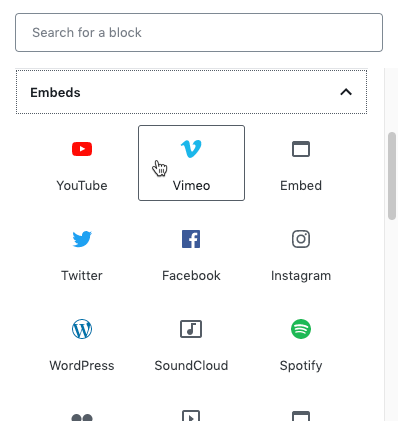 Search for a block
Embeds
YouTube Vimeo Embed
Twitter Facebook Instagram
WordPress SoundCloud Spotify